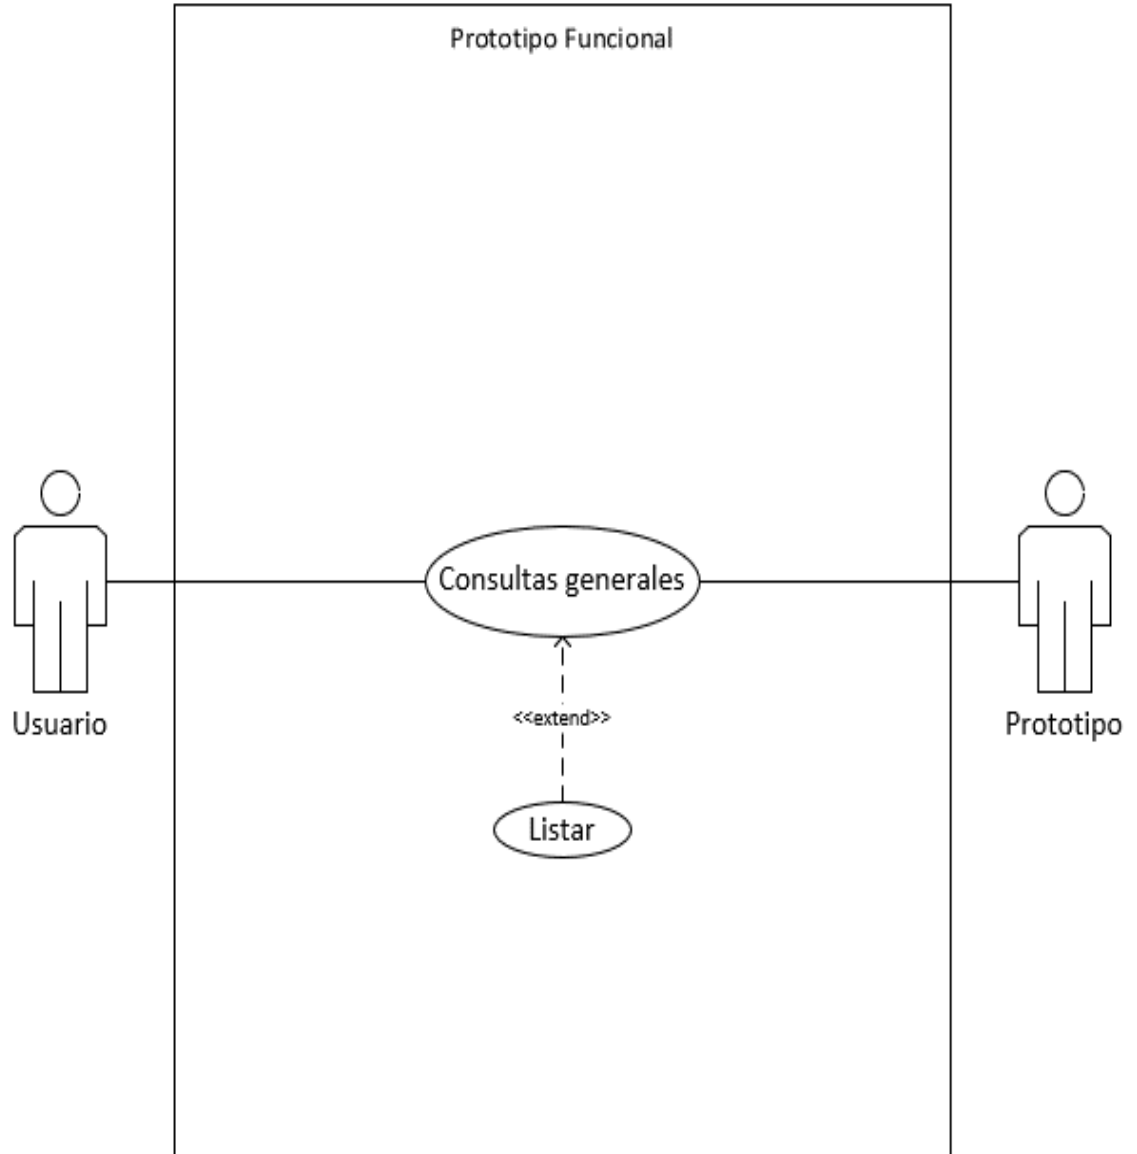 Prototipo Funcional
Consultas generales
<<extend>>
Usuario
Prototipo
Listar